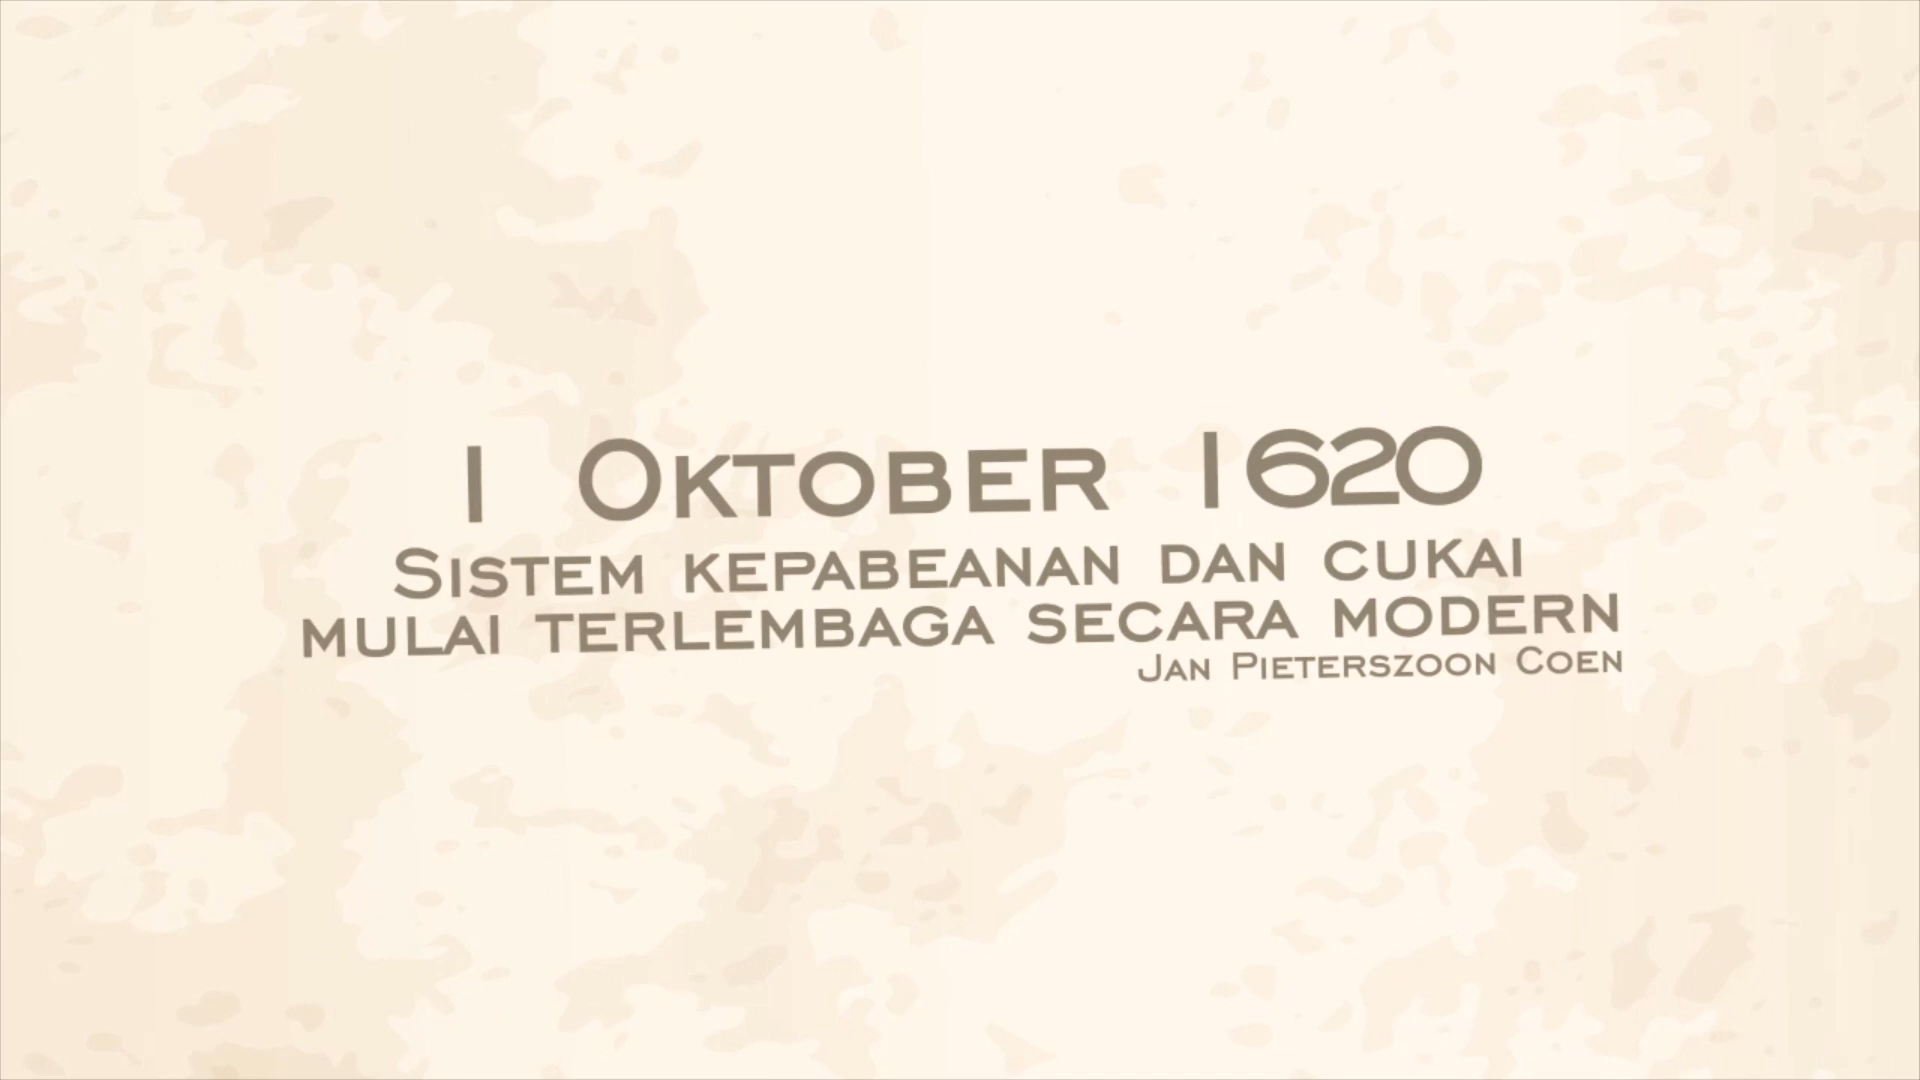 1 Oktober 1620
Sistem kepabeanan dan cukai
mulai terlembaga secara modern
Jan Pieterszoon Coen